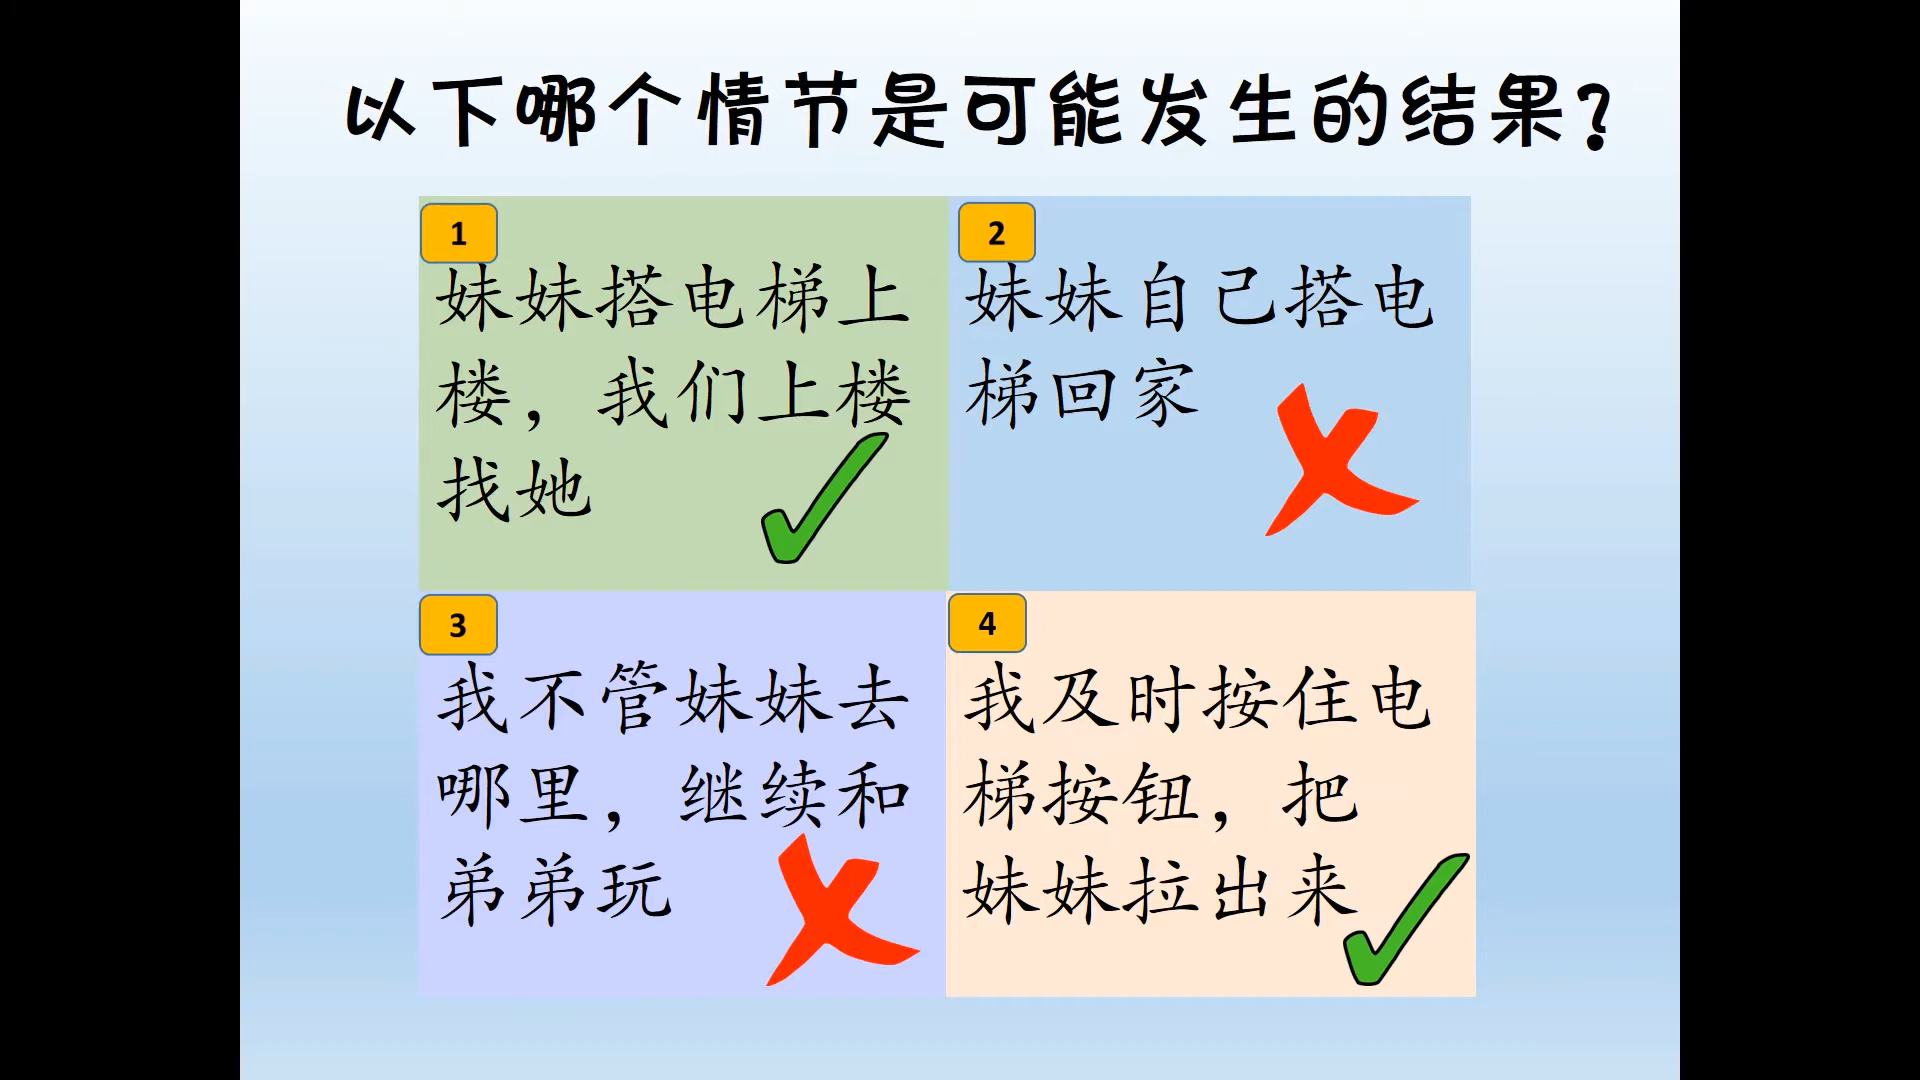 以下哪个情节是可能发生的结果?
1
妹妹搭电梯上
楼，我们上楼
找她
2
妹妹自己搭电
梯回家
3
我不管妹妹去
哪里，继续和
弟弟玩
4
我及时按住电
梯按钮，把
妹妹拉出来